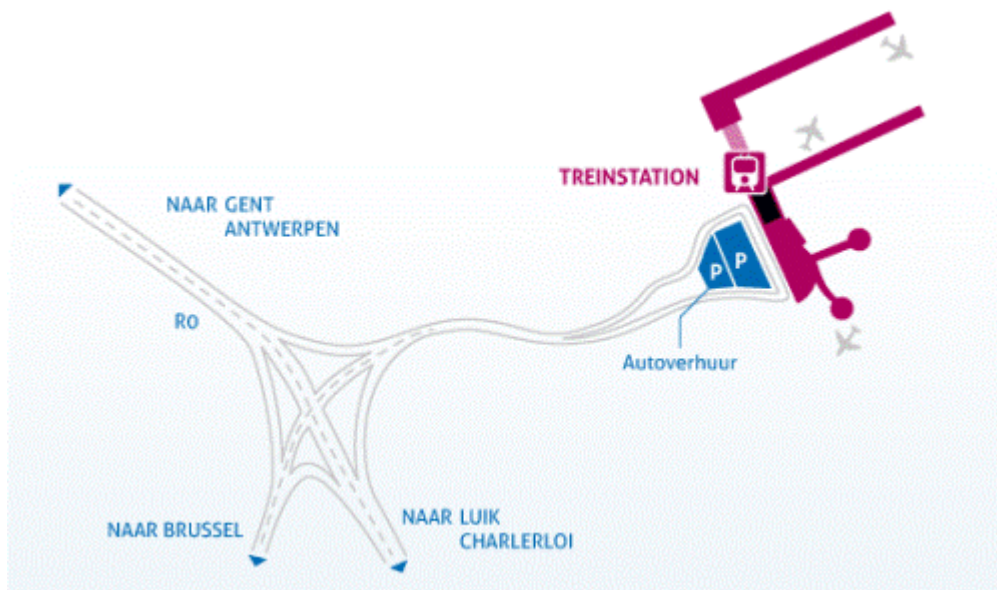 TREINSTATION
NAAR GENT
ANTWERPEN
P
P
R0
Autoverhuur
NAAR BRUSSEL
NAAR LUIK
CHARLERLOI